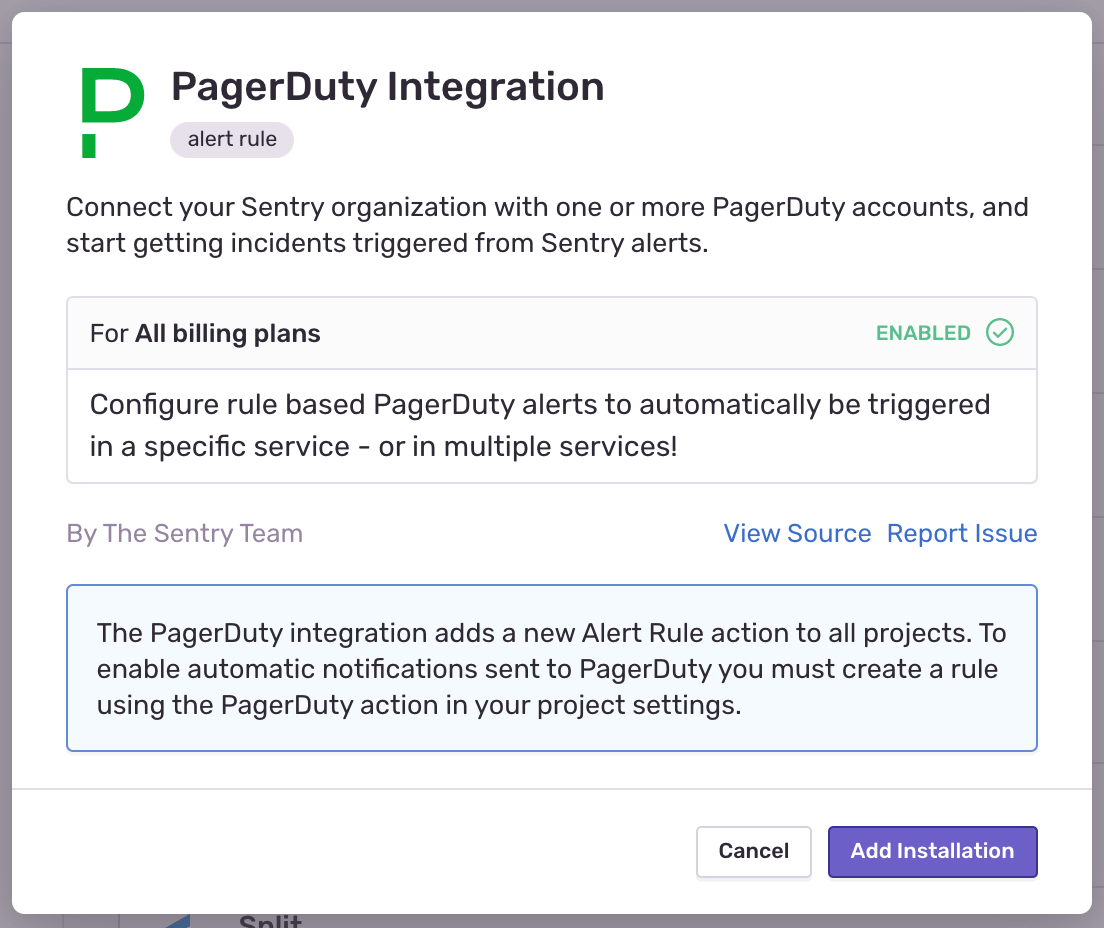 PagerDuty Integration
alert rule
Connect your Sentry organization with one or more PagerDuty accounts, and
start getting incidents triggered from Sentry alerts.
For All billing plans
ENABLED
Configure rule based PagerDuty alerts to automatically be triggered
in a specific service - or in multiple services!
By The Sentry Team
View Source Report Issue
The PagerDuty integration adds a new Alert Rule action to all projects. To
enable automatic notifications sent to PagerDuty you must create a rule
using the PagerDuty action in your project settings.
Cancel
Add Installation
Split